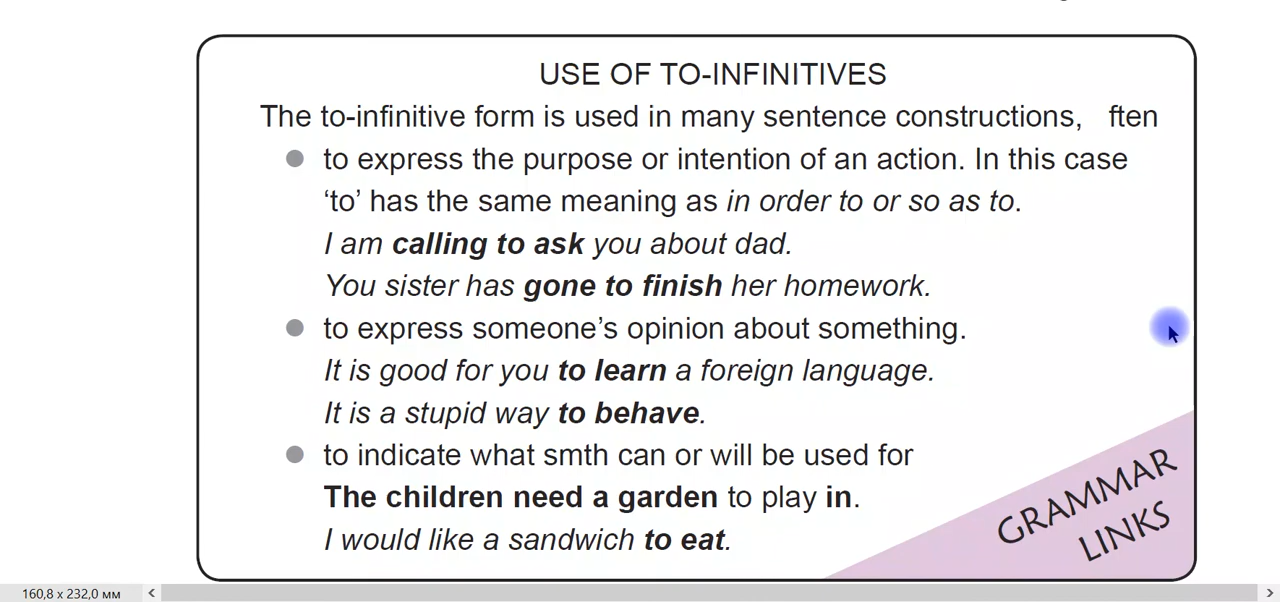 USE OF TO-INFINITIVES
The to-infinitive form is used in many sentence constructions, ften
● to express the purpose or intention of an action. In this case
‘to’ has the same meaning as in order to or so as to.
I am calling to ask you about dad.
You sister has gone to finish her homework.
● to express someone’s opinion about something.
It is good for you to learn a foreign language.
It is a stupid way to behave.
● to indicate what smth can or will be used for
The children need a garden to play in.
I would like a sandwich to eat.
GRAMMAR
LINKS
160,8 x 232,0 мм